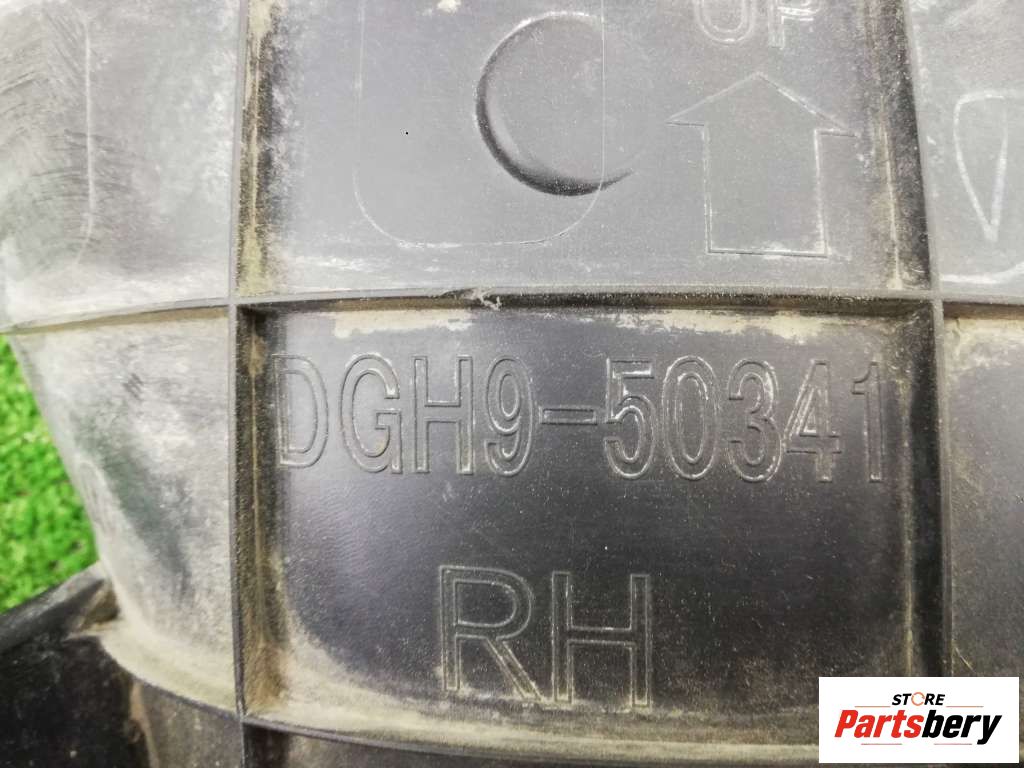 UP
DGH9-50341
RH
STORE
Partsbery